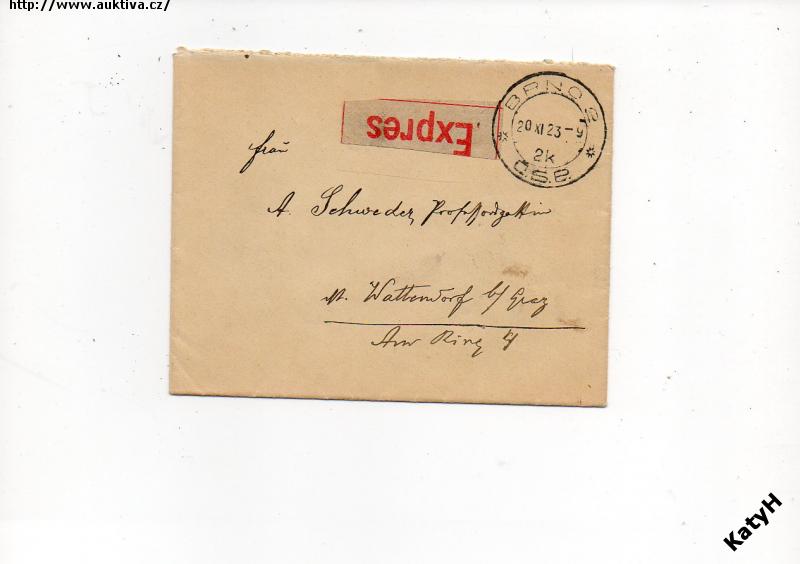 http://www.auktiva.cz/
Expres
BRNO 2
20 XI 23-9
2k
Č.S.P.
Frau
A. Schweder, Professorsgattin
Wattendorf b/ Graz
Am Ring
KatyH